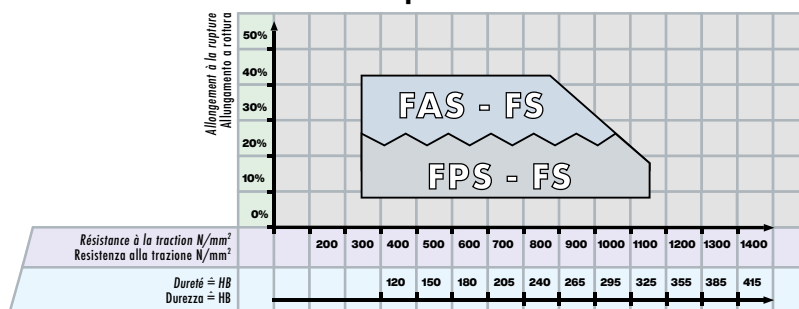 Allongement à la rupture
Allungamento a rottura
50%
40%
30%
20%
10%
0%
FAS - FS
FPS - FS
Résistance à la traction N/mm²
Resistenza alla trazione N/mm²
200 300 400 500 600 700 800 900 1000 1100 1200 1300 1400
Dureté ≐ HB
Durezza ≐ HB
120 150 180 205 240 265 295 325 355 385 415